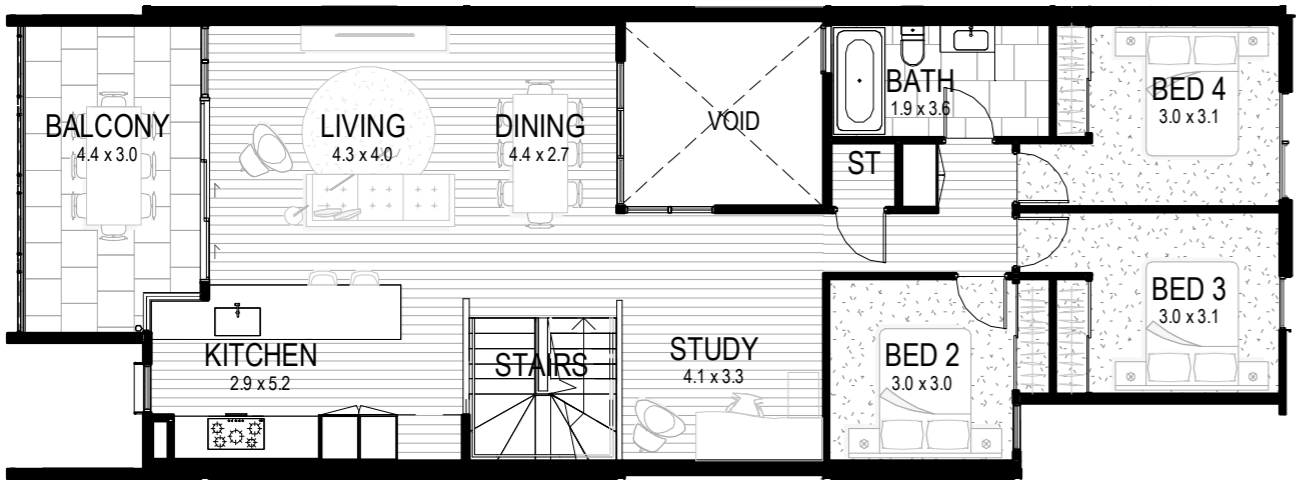 BALCONY
4.4 x 3.0
LIVING
4.3 x 4.0
DINING
4.4 x 2.7
VOID
BATH
1.9 x 3.6
ST
BED 4
3.0 x 3.1
KITCHEN
2.9 x 5.2
STAIRS
STUDY
4.1 x 3.3
BED 2
3.0 x 3.0
BED 3
3.0 x 3.1